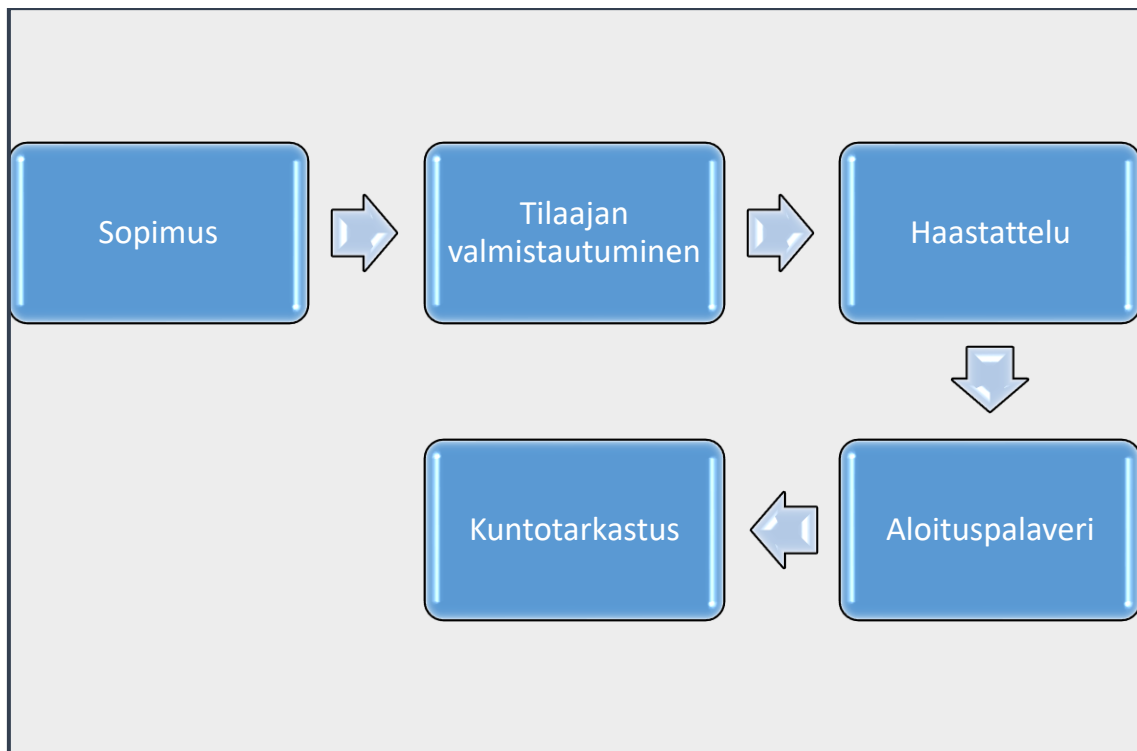 Sopimus
Tilaajan
valmistautuminen
Haastattelu
Aloituspalaveri
Kuntotarkastus